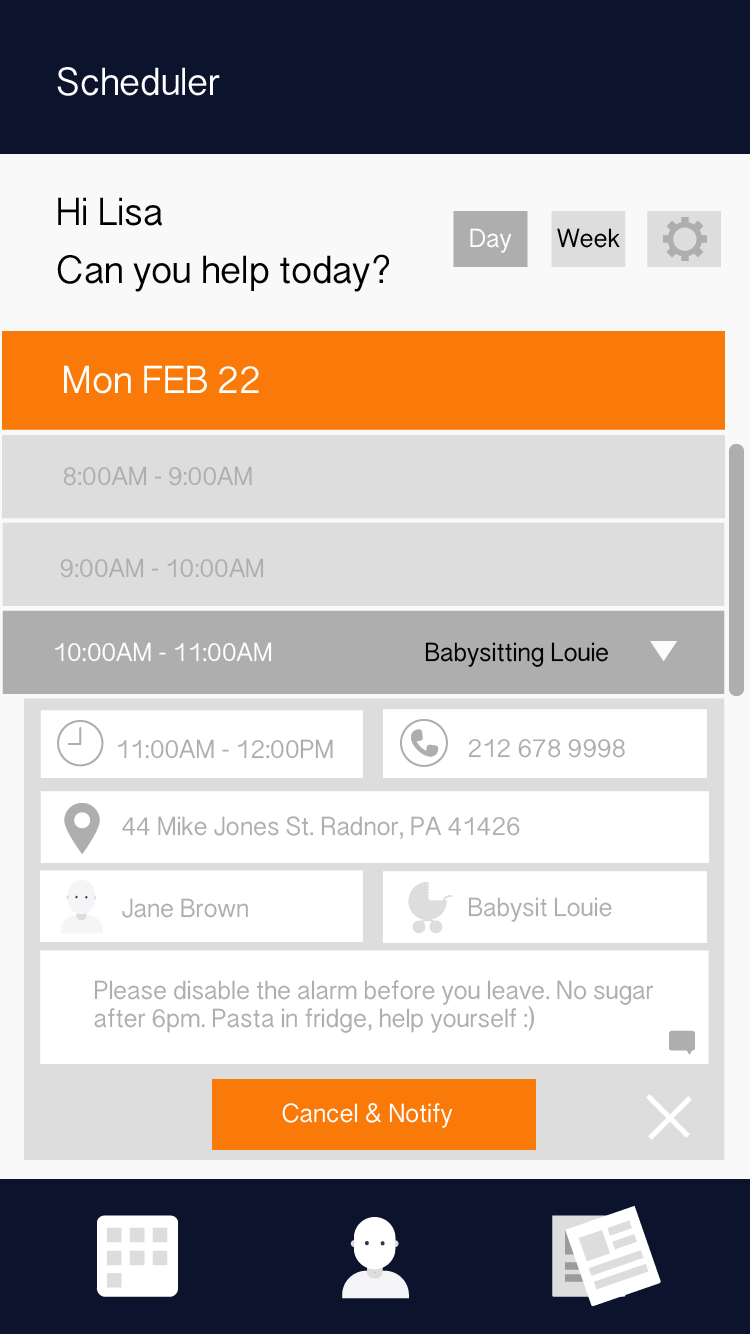 Scheduler
Hi Lisa
Can you help today?
Day
Week
Mon FEB 22
8:00AM - 9:00AM
9:00AM - 10:00AM
10:00AM - 11:00AM
Babysitting Louie
11:00AM - 12:00PM
212 678 9998
44 Mike Jones St. Radnor, PA 41426
Jane Brown
Babysit Louie
Please disable the alarm before you leave. No sugar
after 6pm. Pasta in fridge, help yourself :)
Cancel & Notify